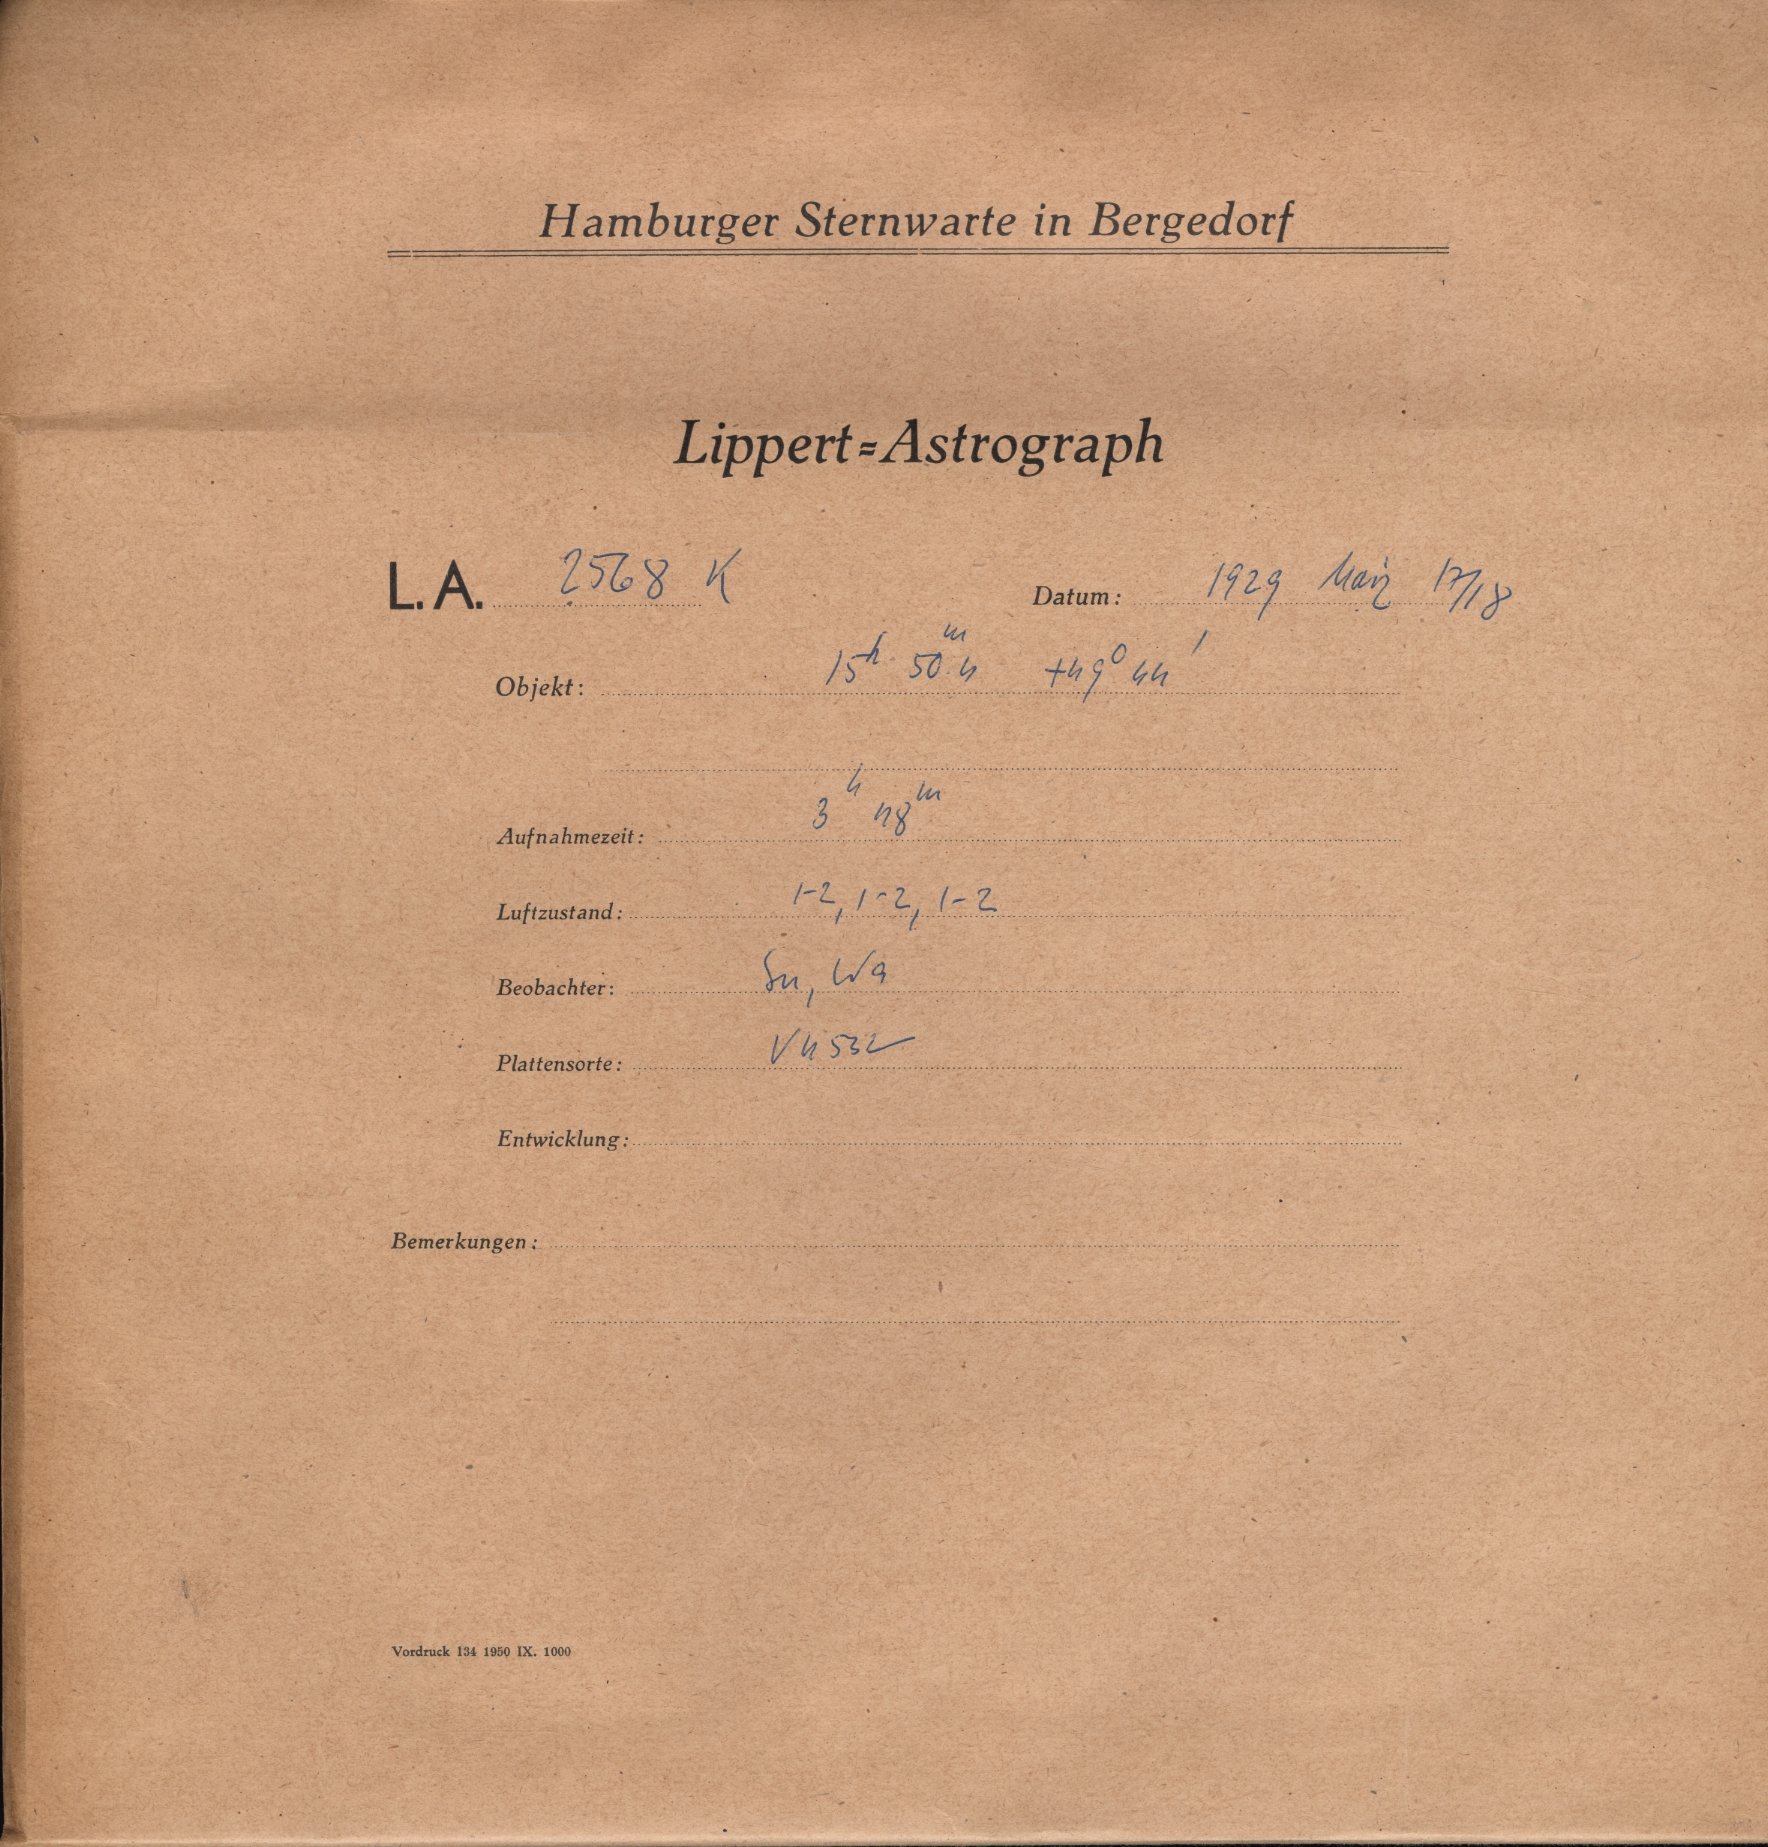 Hamburger Sternwarte in Bergedorf
Lippert=Astrograph
L. A. 2568 K Datum: 1929 März 17/18
Objekt: 15h 50m.4 +49° 44'
Aufnahmezeit: 3h 48m
Luftzustand: 1-2, 1-2, 1-2
Beobachter: Sn, Wa
Plattensorte: V4532
Entwicklung:
Bemerkungen:
Vordruck 134 1950 IX. 1000